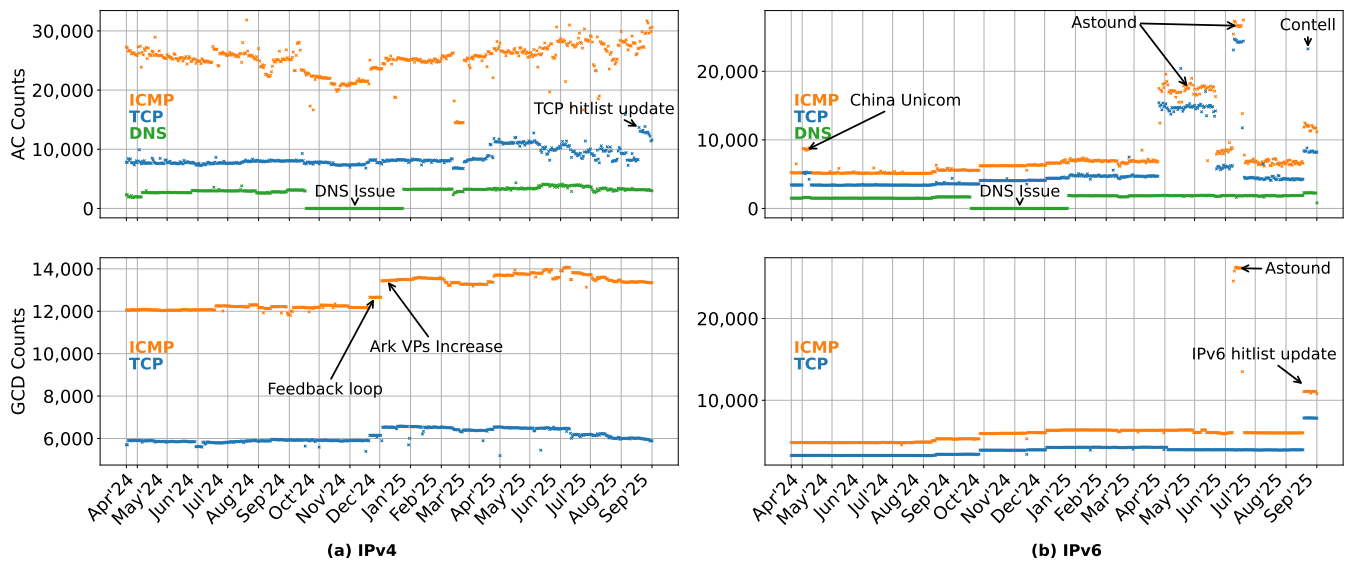 AC Counts
30,000
20,000
10,000
0
ICMP
TCP
DNS
TCP hitlist update
DNS Issue
20,000
10,000
0
ICMP
TCP
DNS
China Unicom
Astound
Contell
DNS Issue
GCD Counts
14,000
12,000
10,000
8,000
6,000
ICMP
TCP
Ark VPs Increase
Feedback loop
Apr'24
May'24
Jun'24
Jul'24
Aug'24
Sep'24
Oct'24
Nov'24
Dec'24
Jan'25
Feb'25
Mar'25
Apr'25
May'25
Jun'25
Jul'25
Aug'25
Sep'25
(a) IPv4
20,000
10,000
ICMP
TCP
Astound
IPv6 hitlist update
Apr'24
May'24
Jun'24
Jul'24
Aug'24
Sep'24
Oct'24
Nov'24
Dec'24
Jan'25
Feb'25
Mar'25
Apr'25
May'25
Jun'25
Jul'25
Aug'25
Sep'25
(b) IPv6